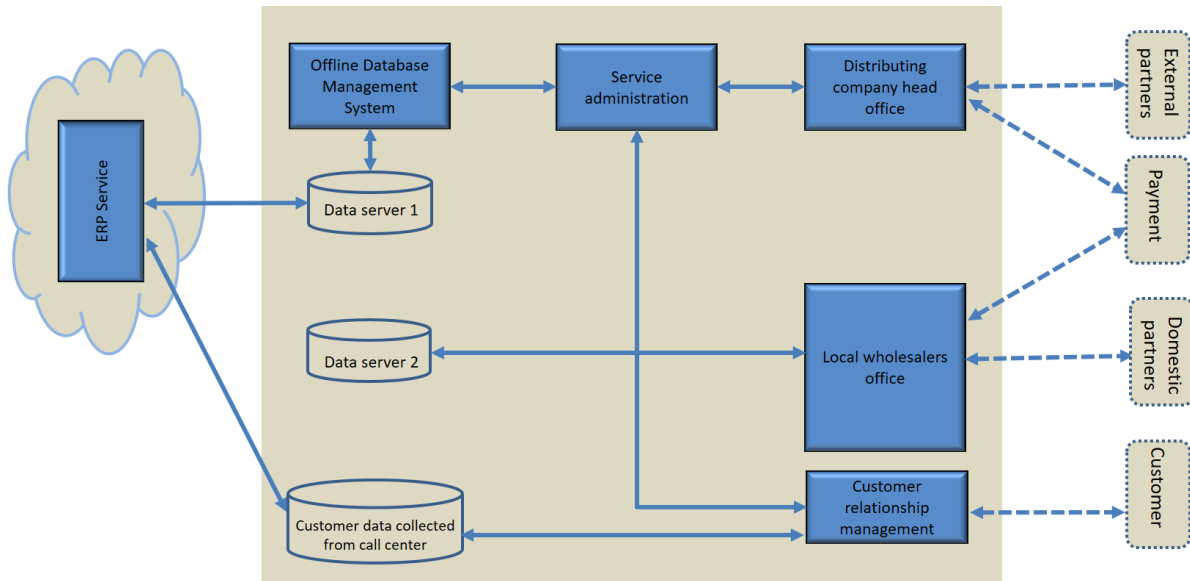 Offline Database
Management
System
Service
administration
Distributing
company head
office
External
partners
ERP Service
Data server 1
Payment
Data server 2
Local wholesalers
office
Domestic
partners
Customer data collected
from call center
Customer
relationship
management
Customer